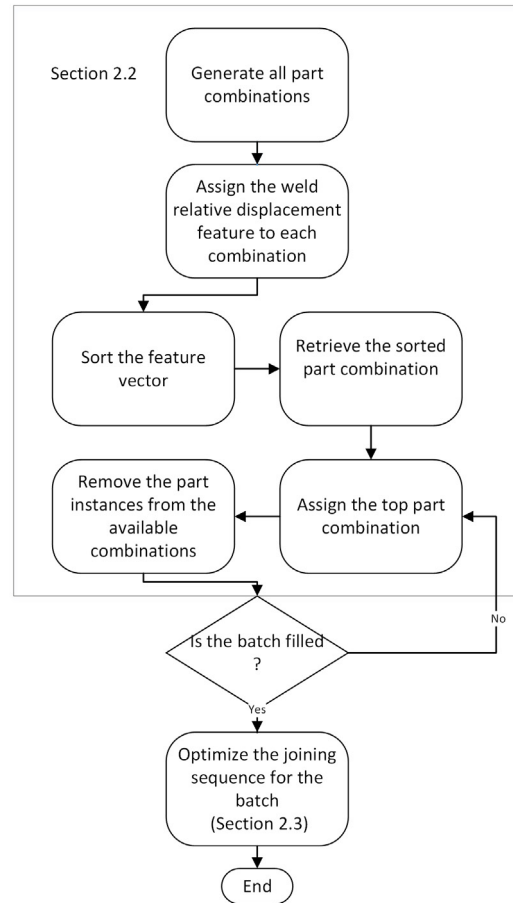 Section 2.2
Generate all part
combinations
Assign the weld
relative displacement
feature to each
combination
Sort the feature
vector
Retrieve the sorted
part combination
Remove the part
instances from the
available
combinations
Assign the top part
combination
Is the batch filled
?
No
Yes
Optimize the joining
sequence for the
batch
(Section 2.3)
End